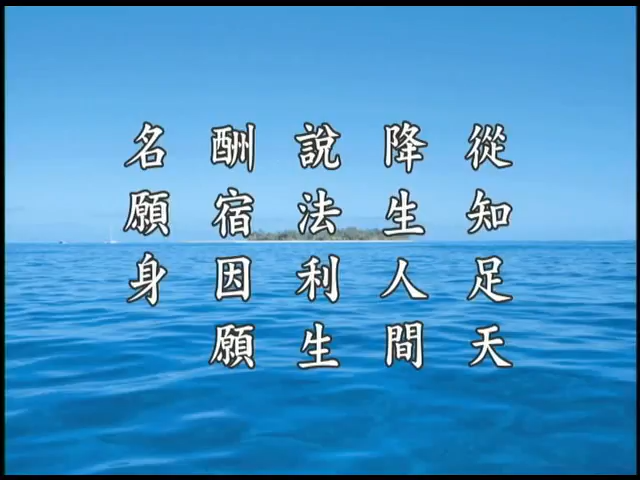 從知足天
降生人間
說法利生
酬宿因願
名願身